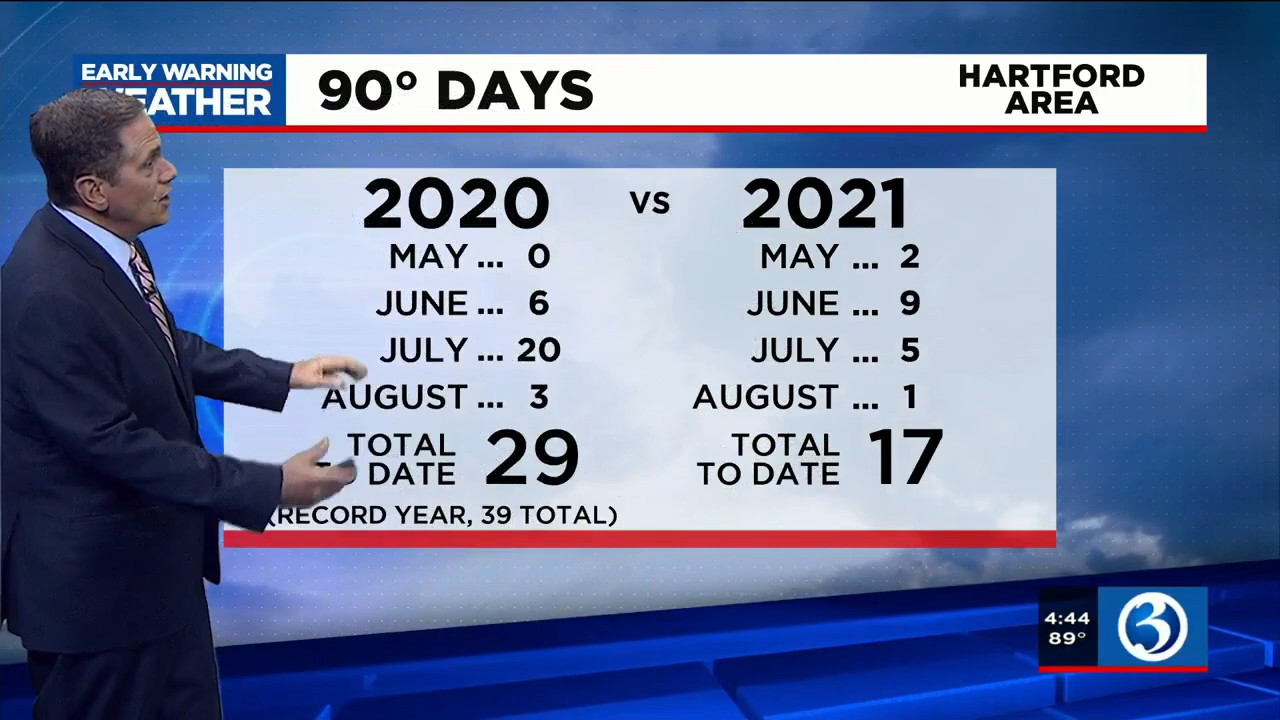 EARLY WARNING
WEATHER
90° DAYS
HARTFORD
AREA
2020 VS 2021
MAY ... 0 MAY ... 2
JUNE ... 6 JUNE ... 9
JULY ... 20 JULY ... 5
AUGUST ... 3 AUGUST ... 1
TOTAL TO DATE 29 TOTAL TO DATE 17
(RECORD YEAR, 39 TOTAL)
4:44
89°
3